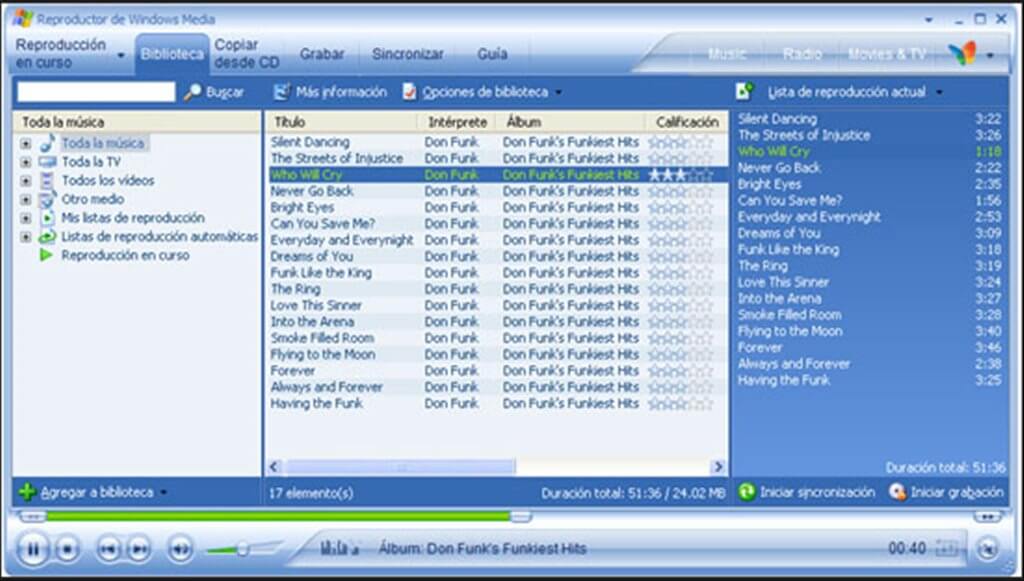 Reproductor de Windows Media
Reproducción en curso
Biblioteca
Copiar desde CD
Grabar
Sincronizar
Guía
Music
Radio
Movies & TV
Buscar
Más información
Opciones de biblioteca
Lista de reproducción actual
Toda la música
Toda la música
Toda la TV
Todos los vídeos
Otro medio
Mis listas de reproducción
Listas de reproducción automáticas
Reproducción en curso
Título Intérprete Álbum Calificación
Silent Dancing Don Funk Don Funk's Funkiest Hits
The Streets of Injustice Don Funk Don Funk's Funkiest Hits
Who Will Cry Don Funk Don Funk's Funkiest Hits
Never Go Back Don Funk Don Funk's Funkiest Hits
Bright Eyes Don Funk Don Funk's Funkiest Hits
Can You Save Me? Don Funk Don Funk's Funkiest Hits
Everyday and Everynight Don Funk Don Funk's Funkiest Hits
Dreams of You Don Funk Don Funk's Funkiest Hits
Funk Like the King Don Funk Don Funk's Funkiest Hits
The Ring Don Funk Don Funk's Funkiest Hits
Love This Sinner Don Funk Don Funk's Funkiest Hits
Into the Arena Don Funk Don Funk's Funkiest Hits
Smoke Filled Room Don Funk Don Funk's Funkiest Hits
Flying to the Moon Don Funk Don Funk's Funkiest Hits
Forever Don Funk Don Funk's Funkiest Hits
Always and Forever Don Funk Don Funk's Funkiest Hits
Having the Funk Don Funk Don Funk's Funkiest Hits
Silent Dancing 3:22
The Streets of Injustice 3:26
Who Will Cry 1:18
Never Go Back 2:22
Bright Eyes 2:35
Can You Save Me? 1:56
Everyday and Everynight 2:53
Dreams of You 3:09
Funk Like the King 3:18
The Ring 3:19
Love This Sinner 3:24
Into the Arena 3:27
Smoke Filled Room 3:28
Flying to the Moon 3:40
Forever 3:46
Always and Forever 2:38
Having the Funk 3:25
Duración total: 51:36
Agregar a biblioteca
17 elemento(s)
Duración total: 51:36 / 24.02 MB
Iniciar sincronización
Iniciar grabación
Álbum: Don Funk's Funkiest Hits
00:40